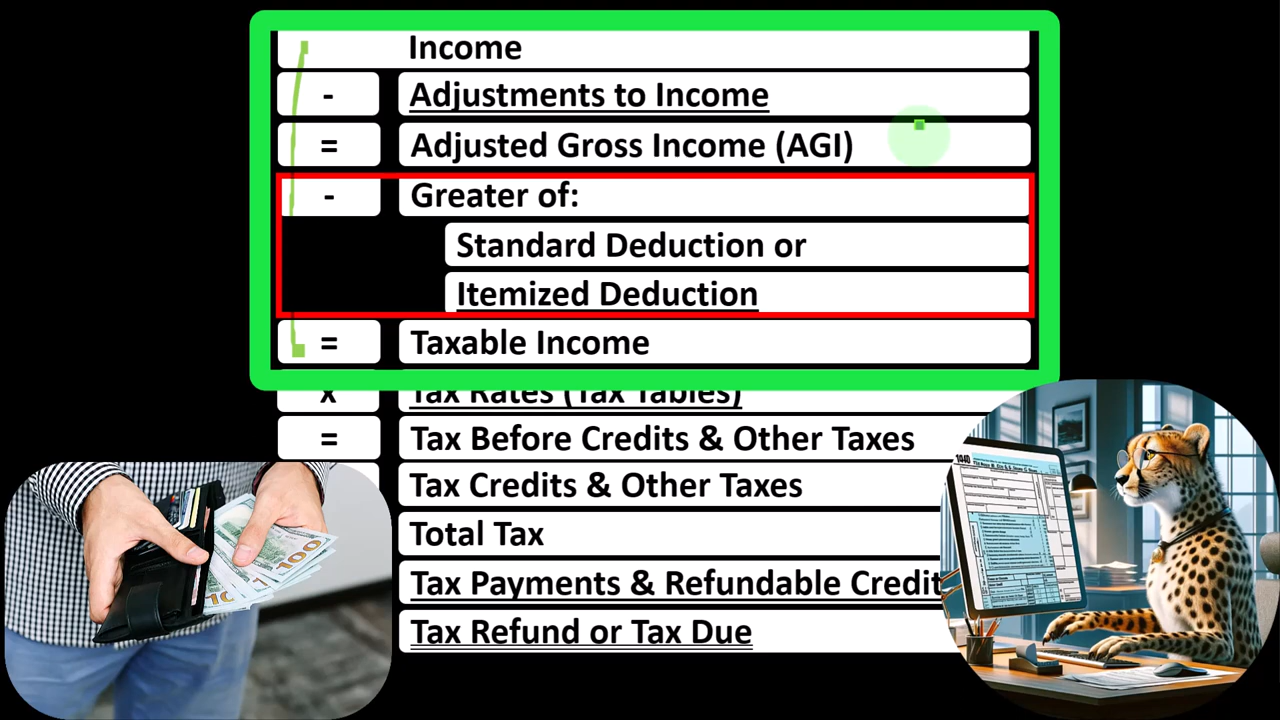 Income
- Adjustments to Income
= Adjusted Gross Income (AGI)
- Greater of:
Standard Deduction or
Itemized Deduction
= Taxable Income
x Tax Rates (Tax Tables)
= Tax Before Credits & Other Taxes
Tax Credits & Other Taxes
Total Tax
Tax Payments & Refundable Credit
Tax Refund or Tax Due
1040